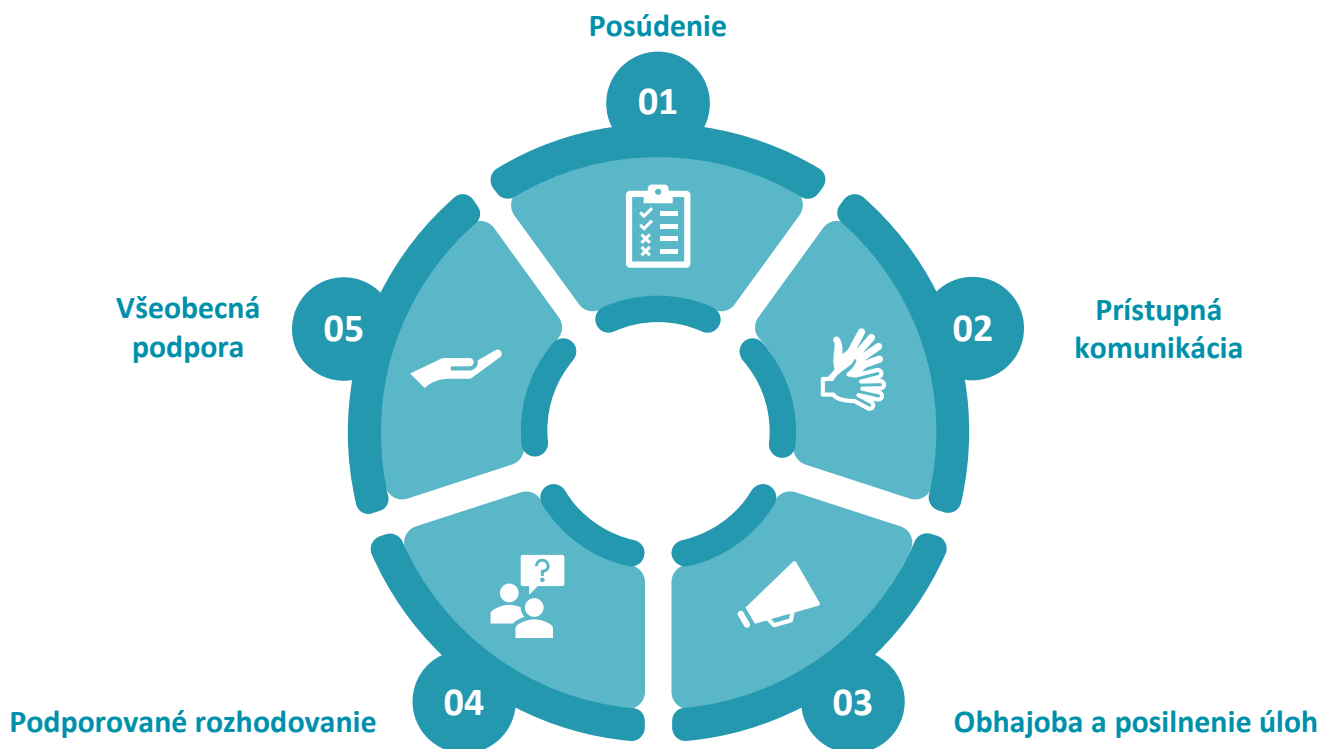 Posúdenie
01
02
Prístupná
komunikácia
03
Obhajoba a posilnenie úloh
04
Podporované rozhodovanie
05
Všeobecná
podpora
?